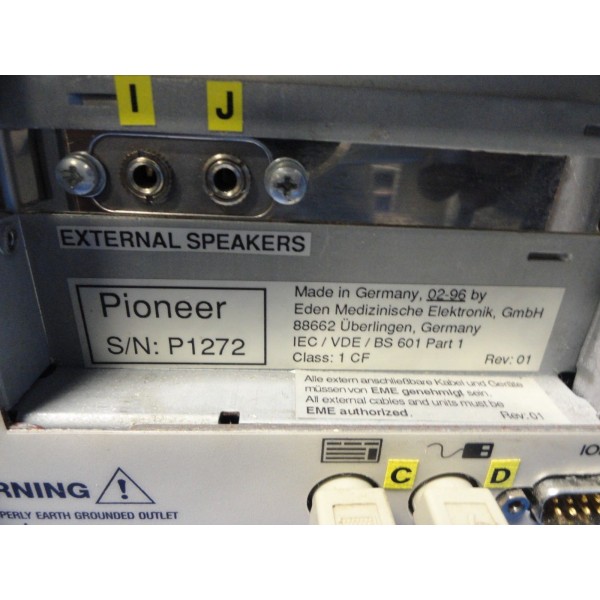 I J
EXTERNAL SPEAKERS
Pioneer
S/N: P1272
Made in Germany, 02-96 by
Eden Medizinische Elektronik, GmbH
88662 Überlingen, Germany
IEC / VDE / BS 601 Part 1
Class: 1 CF Rev: 01
Alle extern anschließbare Kabel und Geräte
müssen von EME genehmigt sein.
All external cables and units must be
EME authorized. Rev:01
C D
IO
RNING
PERLY EARTH GROUNDED OUTLET